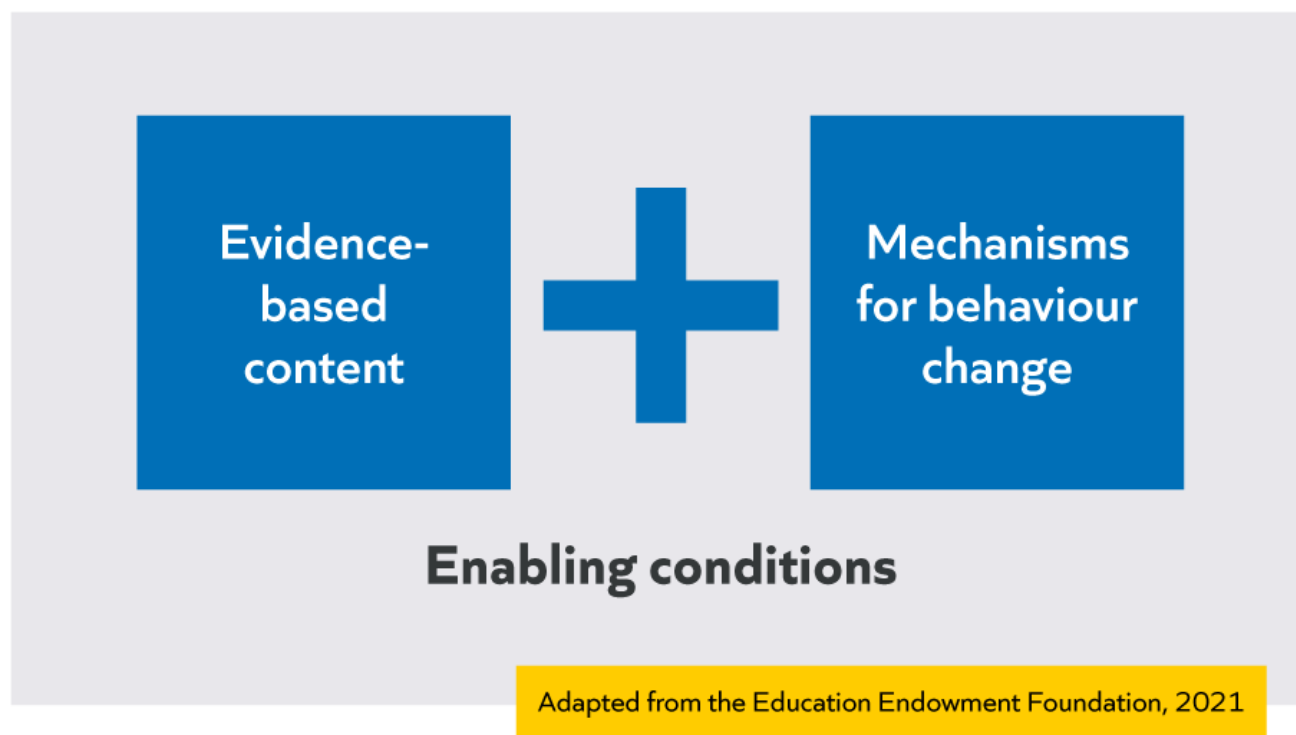 Evidence-
based
content
Mechanisms
for behaviour
change
Enabling conditions
Adapted from the Education Endowment Foundation, 2021